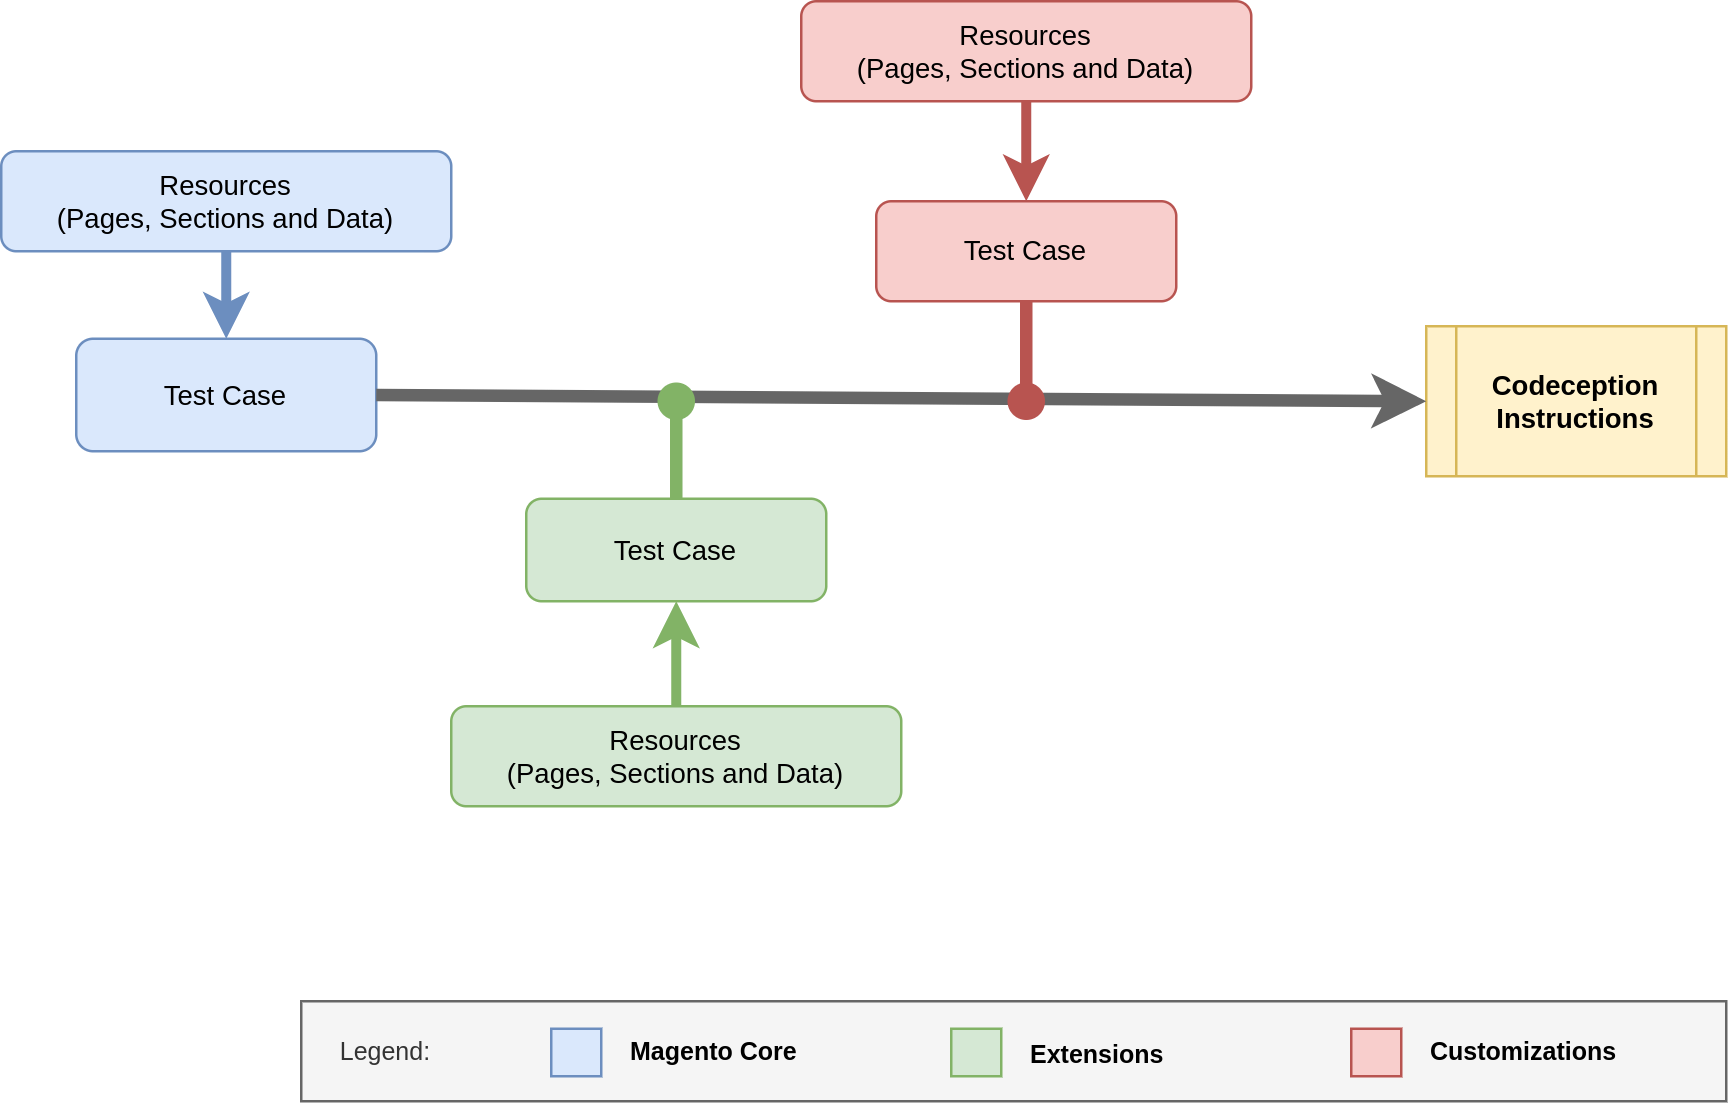 Resources
(Pages, Sections and Data)
Resources
(Pages, Sections and Data)
Test Case
Test Case
Codeception
Instructions
Test Case
Resources
(Pages, Sections and Data)
Legend:
Magento Core
Extensions
Customizations